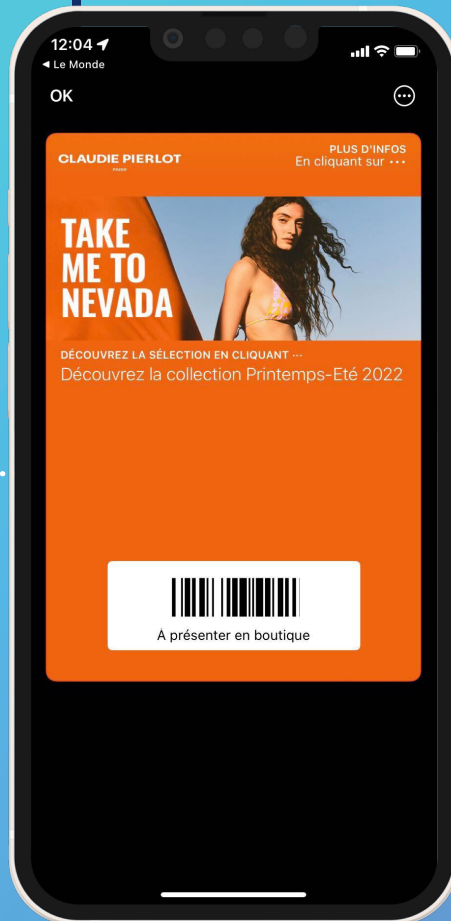 12:04
◀ Le Monde
OK
CLAUDIE PIERLOT
PARIS
PLUS D'INFOS
En cliquant sur ···
TAKE
ME TO
NEVADA
DÉCOUVREZ LA SÉLECTION EN CLIQUANT ···
Découvrez la collection Printemps-Eté 2022
À présenter en boutique